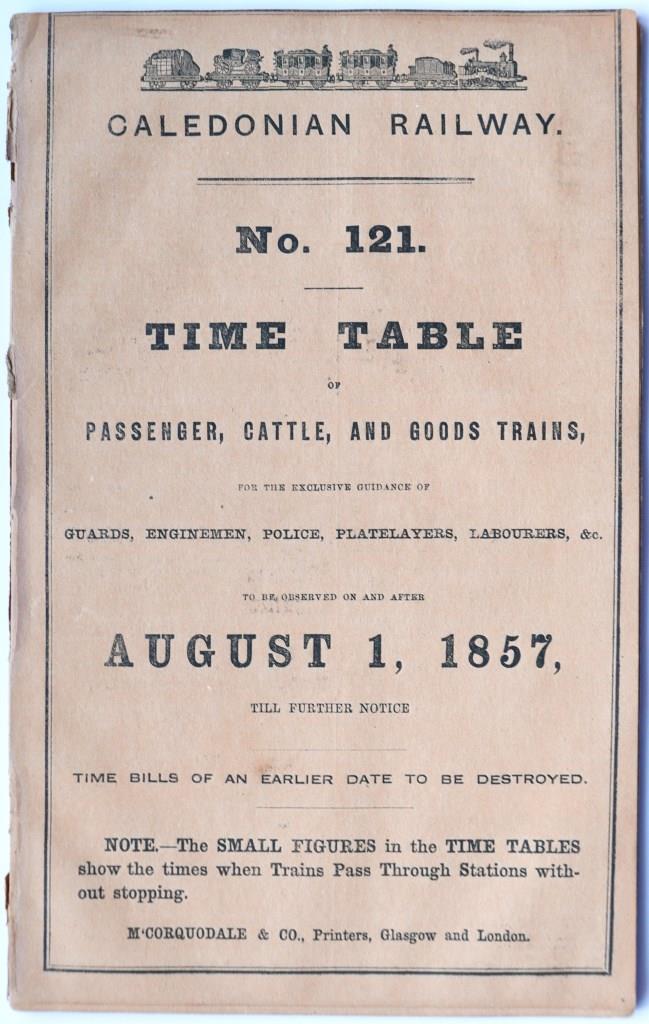 CALEDONIAN RAILWAY.
No. 121.
TIME TABLE
OF
PASSENGER, CATTLE, AND GOODS TRAINS,
FOR THE EXCLUSIVE GUIDANCE OF
GUARDS, ENGINEMEN, POLICE, PLATELAYERS, LABOURERS, &c.
TO BE OBSERVED ON AND AFTER
AUGUST 1, 1857,
TILL FURTHER NOTICE
TIME BILLS OF AN EARLIER DATE TO BE DESTROYED.
NOTE.—The SMALL FIGURES in the TIME TABLES
show the times when Trains Pass Through Stations with-
out stopping.
M'CORQUODALE & CO., Printers, Glasgow and London.